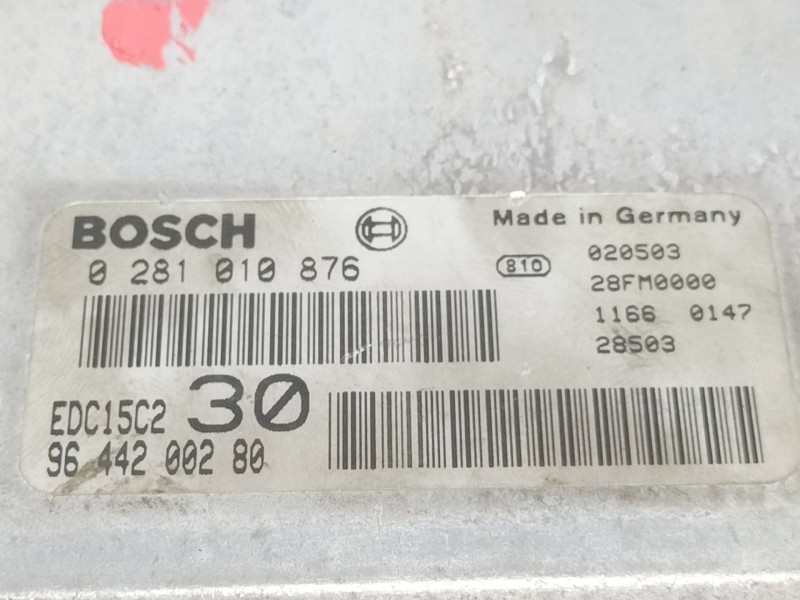 BOSCH
Made in Germany
0 281 010 876
810
020503
28FM0000
1166 0147
28503
EDC15C2 30
96 442 002 80